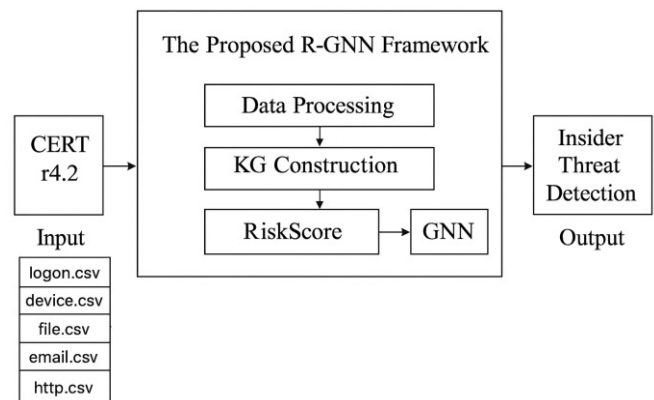 The Proposed R-GNN Framework
Data Processing
KG Construction
RiskScore
GNN
CERT
r4.2
Input
logon.csv
device.csv
file.csv
email.csv
http.csv
Insider
Threat
Detection
Output